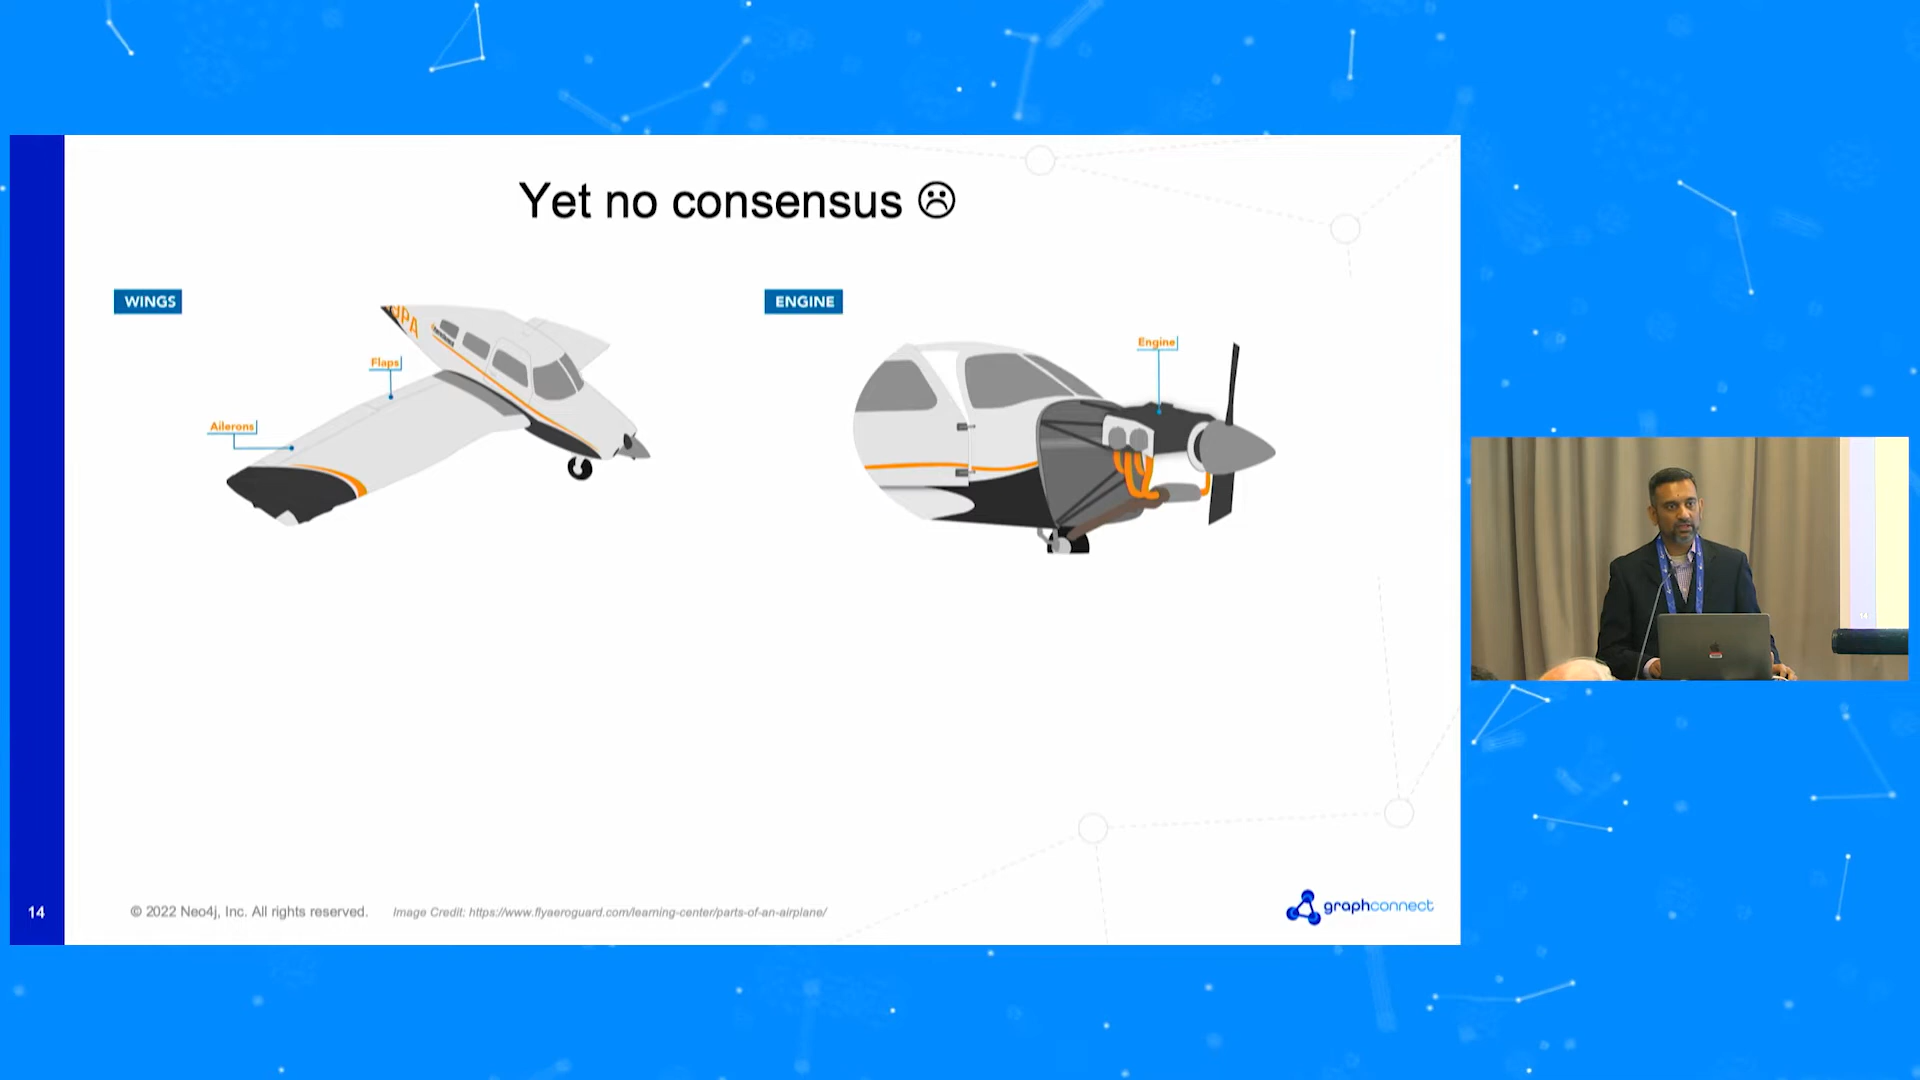 Yet no consensus ☹
WINGS
Flaps
Ailerons
ENGINE
Engine
14
© 2022 Neo4j, Inc. All rights reserved.
Image Credit: https://www.flyaeroguard.com/learning-center/parts-of-an-airplane/
graphconnect